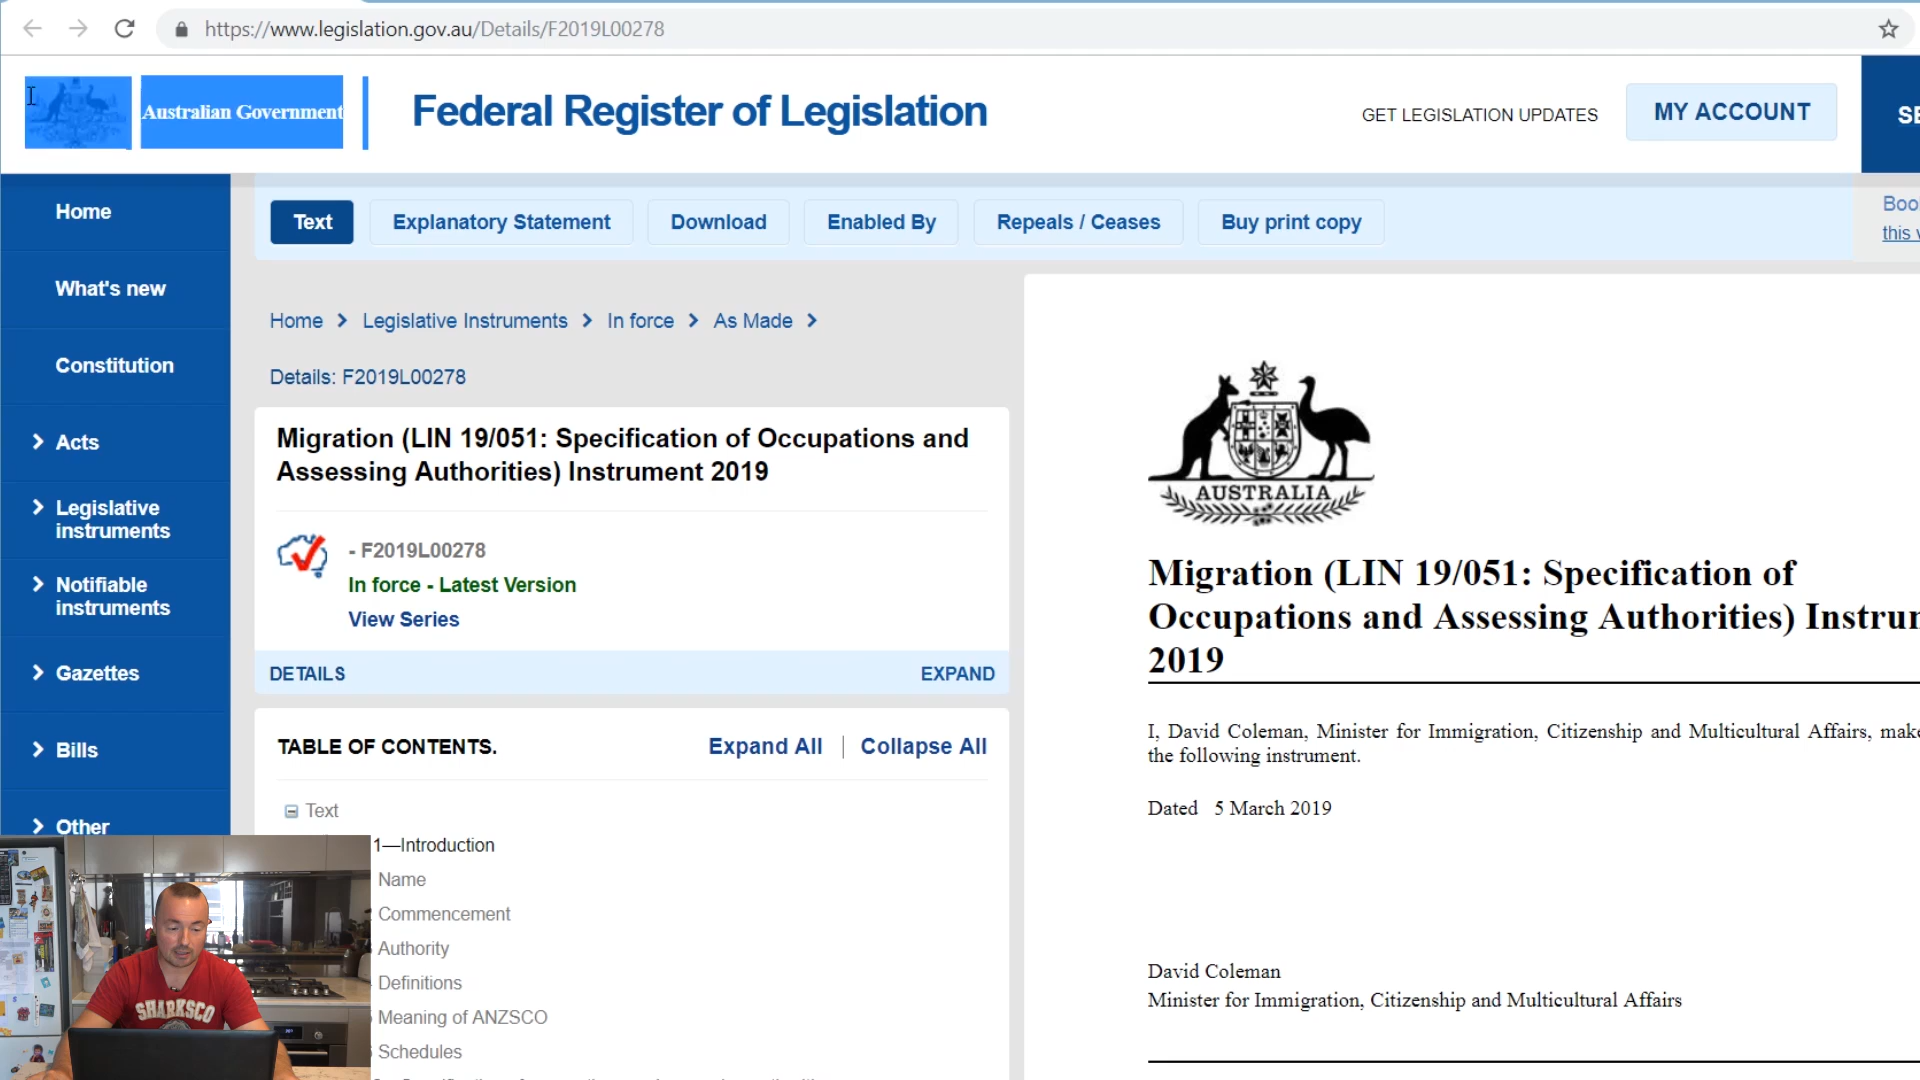 https://www.legislation.gov.au/Details/F2019L00278
Australian Government
Federal Register of Legislation
GET LEGISLATION UPDATES
MY ACCOUNT
Home
What's new
Constitution
Acts
Legislative
instruments
Notifiable
instruments
Gazettes
Bills
Other
Text
Explanatory Statement
Download
Enabled By
Repeals / Ceases
Buy print copy
this
Home > Legislative Instruments > In force > As Made >
Details: F2019L00278
Migration (LIN 19/051: Specification of Occupations and
Assessing Authorities) Instrument 2019
- F2019L00278
In force - Latest Version
View Series
DETAILS
EXPAND
TABLE OF CONTENTS.
Expand All | Collapse All
Text
1—Introduction
Name
Commencement
Authority
Definitions
Meaning of ANZSCO
Schedules
AUSTRALIA
Migration (LIN 19/051: Specification of
Occupations and Assessing Authorities)
2019
I, David Coleman, Minister for Immigration, Citizenship and Multicultural Affairs,
the following instrument.
Dated 5 March 2019
David Coleman
Minister for Immigration, Citizenship and Multicultural Affairs
SHARKSCO